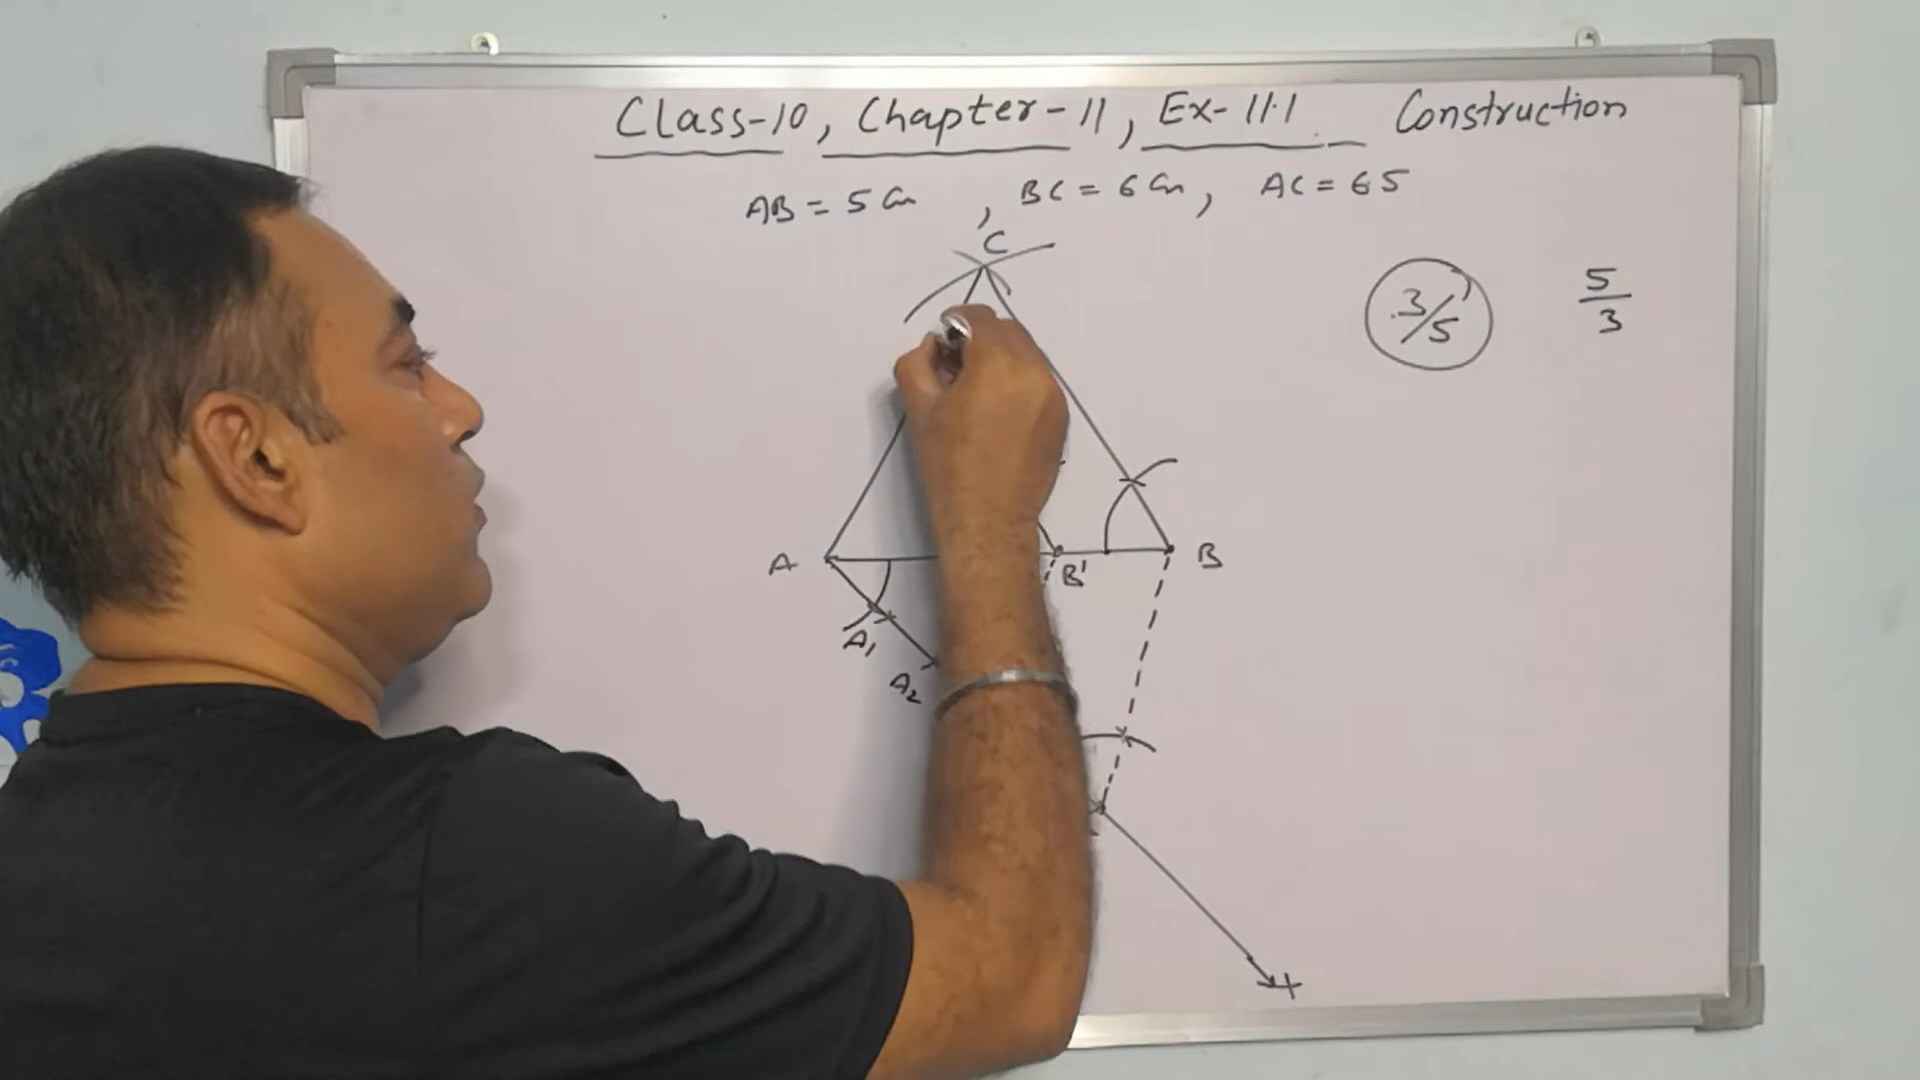 Class-10, Chapter-11, Ex-11.1 Construction
AB = 5 Cm, BC = 6 Cm, AC = 6.5
C
3/5
5/3
A
B'
B
A1
A2
X